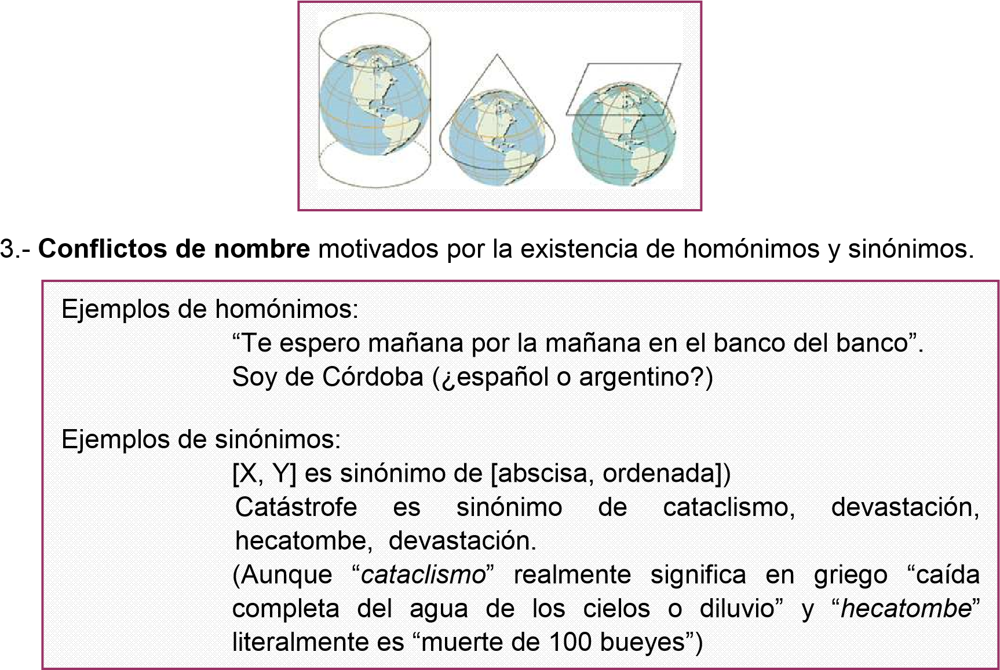 3.- Conflictos de nombre motivados por la existencia de homónimos y sinónimos.
Ejemplos de homónimos:
“Te espero mañana por la mañana en el banco del banco”.
Soy de Córdoba (¿español o argentino?)
Ejemplos de sinónimos:
[X, Y] es sinónimo de [abscisa, ordenada])
Catástrofe es sinónimo de cataclismo, devastación,
hecatombe, devastación.
(Aunque “cataclismo” realmente significa en griego “caída
completa del agua de los cielos o diluvio” y “hecatombe”
literalmente es “muerte de 100 bueyes”)